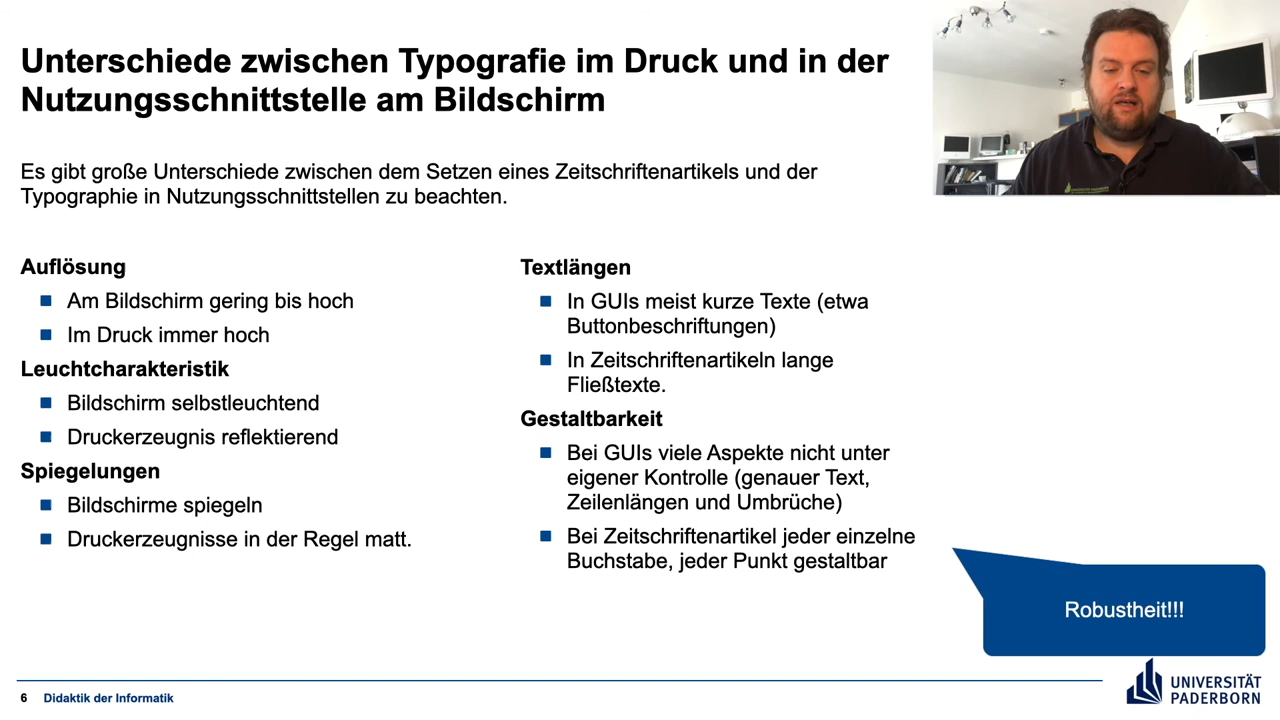 Unterschiede zwischen Typografie im Druck und in der
Nutzungsschnittstelle am Bildschirm
Es gibt große Unterschiede zwischen dem Setzen eines Zeitschriftenartikels und der
Typographie in Nutzungsschnittstellen zu beachten.
Auflösung
Am Bildschirm gering bis hoch
Im Druck immer hoch
Leuchtcharakteristik
Bildschirm selbstleuchtend
Druckerzeugnis reflektierend
Spiegelungen
Bildschirme spiegeln
Druckerzeugnisse in der Regel matt.
Textlängen
In GUIs meist kurze Texte (etwa
Buttonbeschriftungen)
In Zeitschriftenartikeln lange
Fließtexte.
Gestaltbarkeit
Bei GUIs viele Aspekte nicht unter
eigener Kontrolle (genauer Text,
Zeilenlängen und Umbrüche)
Bei Zeitschriftenartikel jeder einzelne
Buchstabe, jeder Punkt gestaltbar
Robustheit!!!
6 Didaktik der Informatik
UNIVERSITÄT
PADERBORN